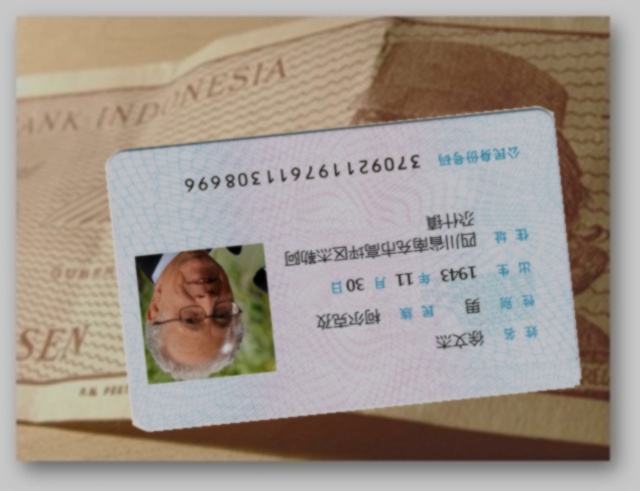 BANK INDONESIA
SEN
姓名 徐文杰
性别 男 民族 柯尔克孜
出生 1943 年 11 月 30 日
住址 四川省南充市高坪区杰勒阿
尕什镇
公民身份号码 370921197611308696